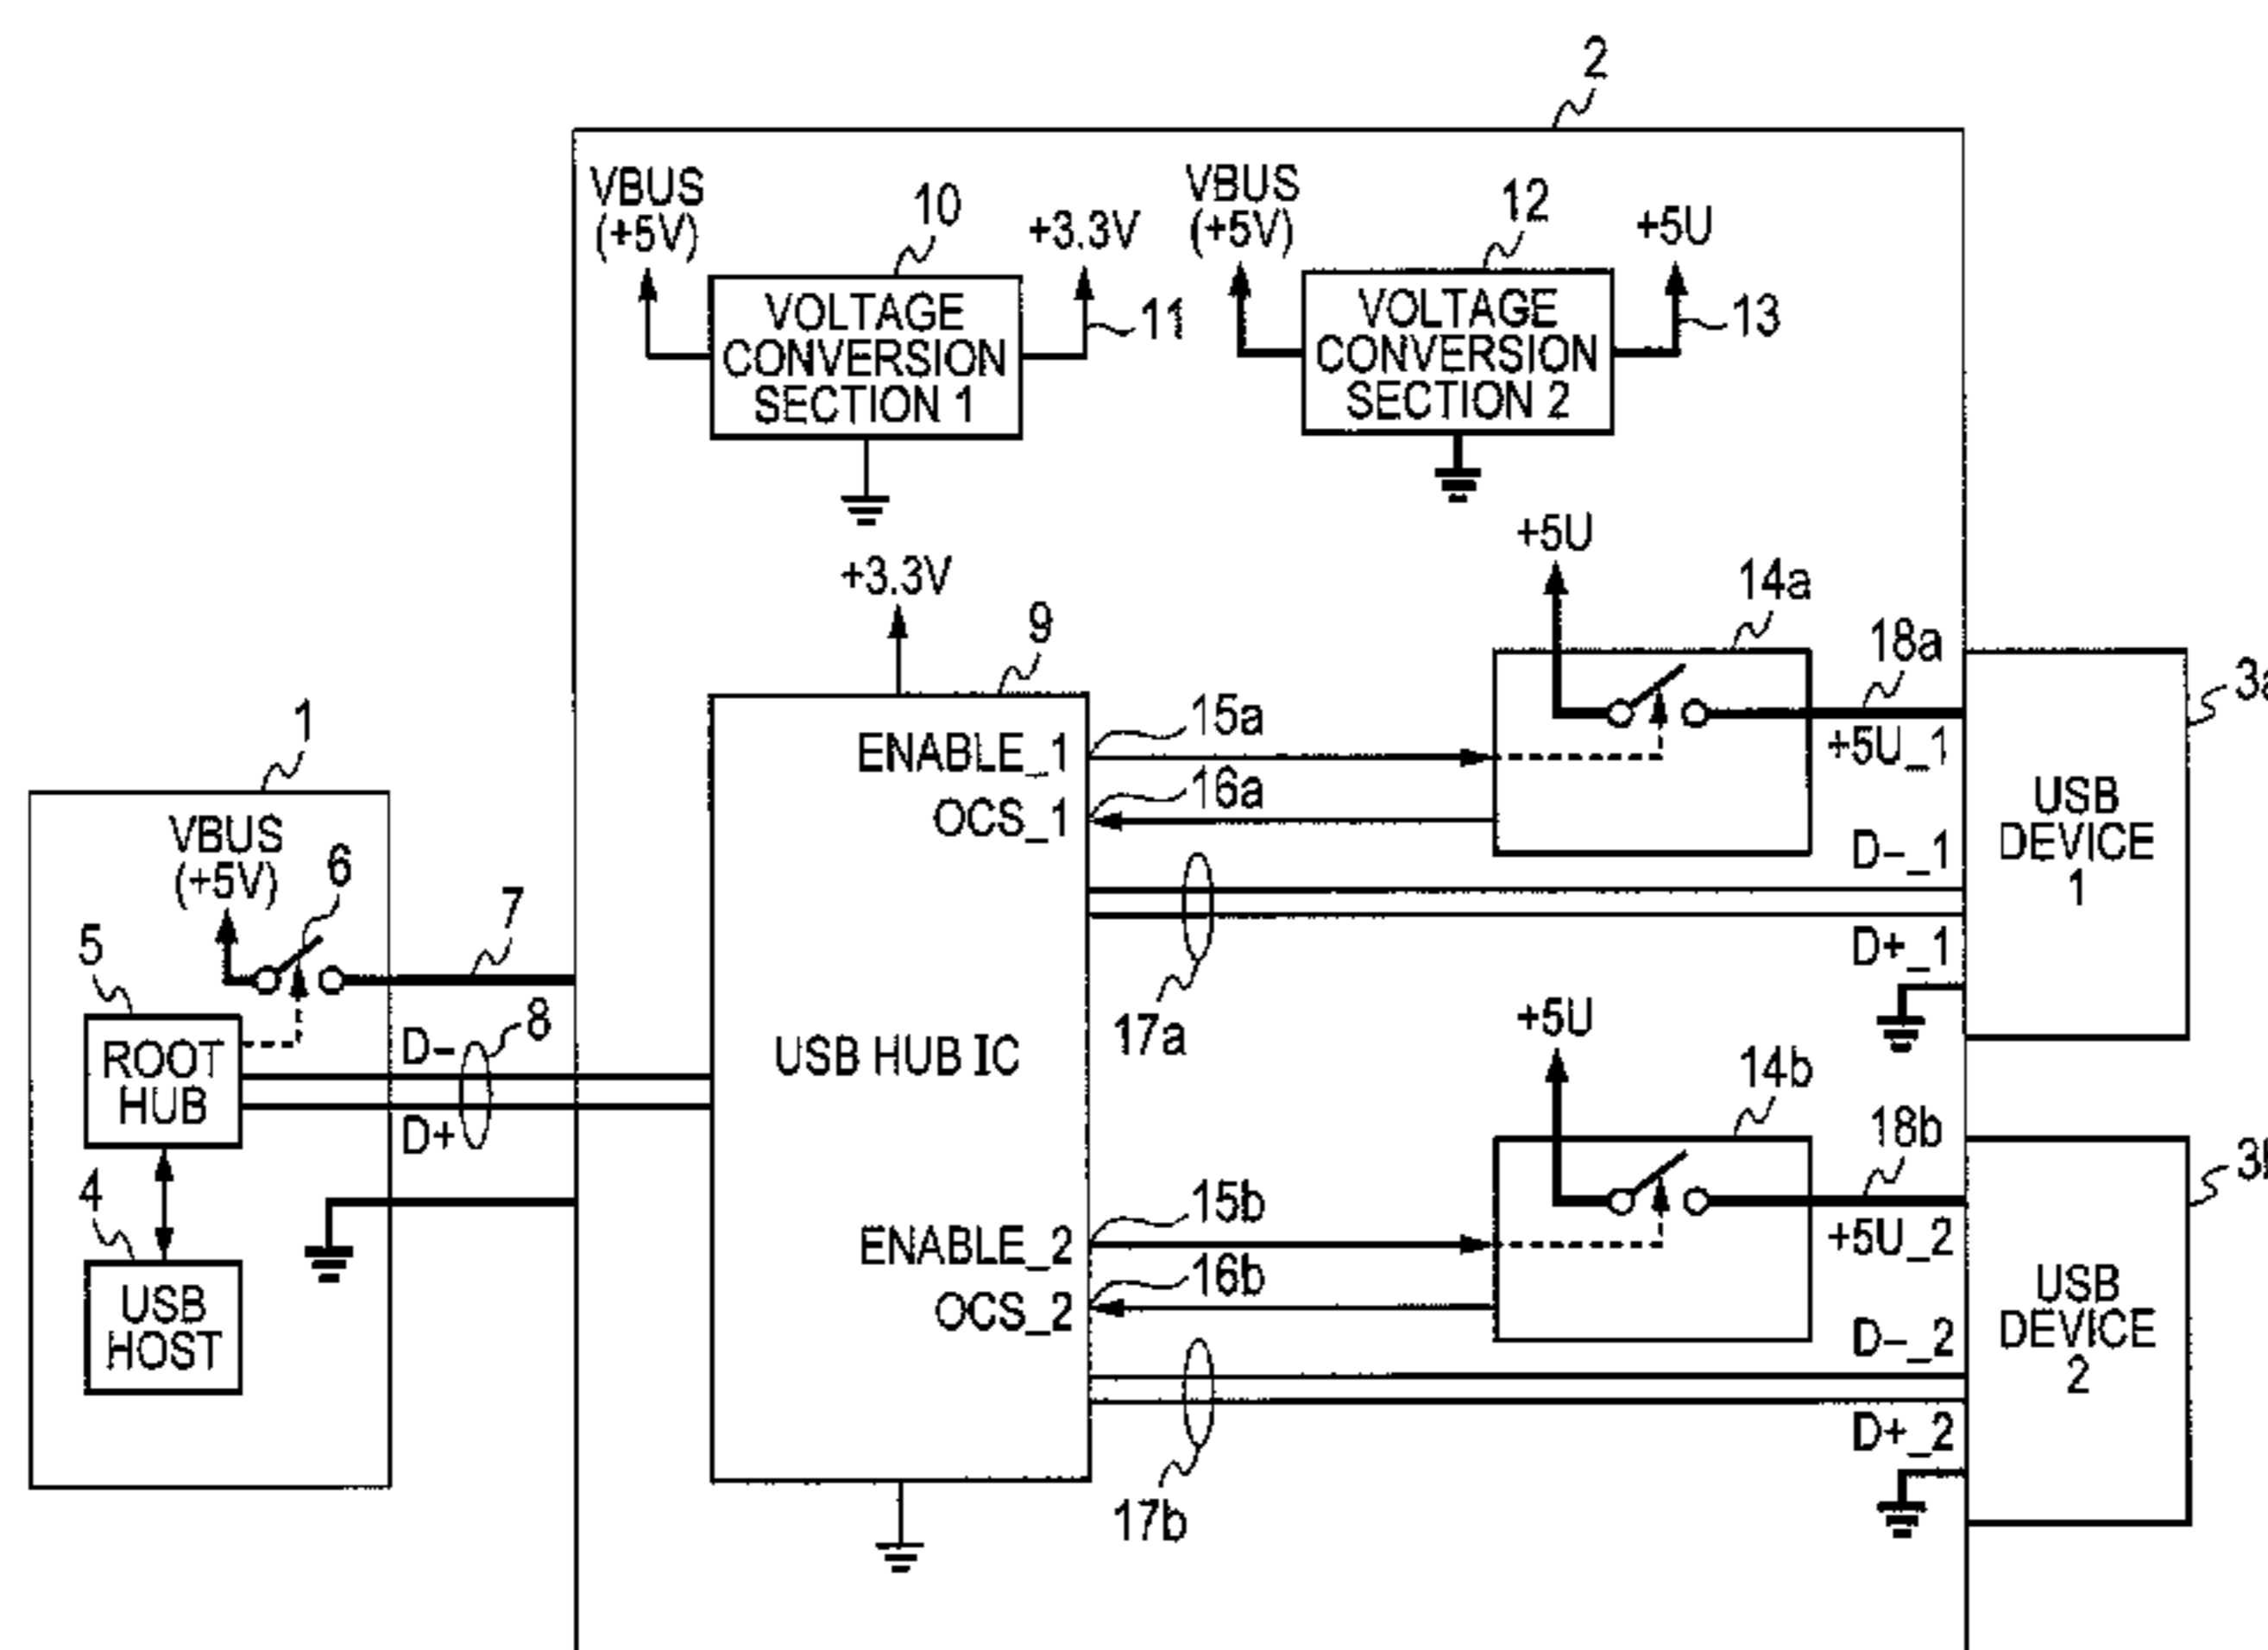 2
VBUS
(+5V)
10
+3.3V
11
VOLTAGE
CONVERSION
SECTION 1
VBUS
(+5V)
12
+5U
13
VOLTAGE
CONVERSION
SECTION 2
+3.3V
9
+5U
14a
18a
+5U_1
3a
1
VBUS
(+5V)
6
7
5
ROOT
HUB
D-
8
D+
4
USB
HOST
USB HUB IC
ENABLE_1
15a
OCS_1
16a
17a
D-_1
D+_1
USB
DEVICE
1
+5U
14b
18b
+5U_2
ENABLE_2
15b
OCS_2
16b
17b
D-_2
D+_2
USB
DEVICE
2